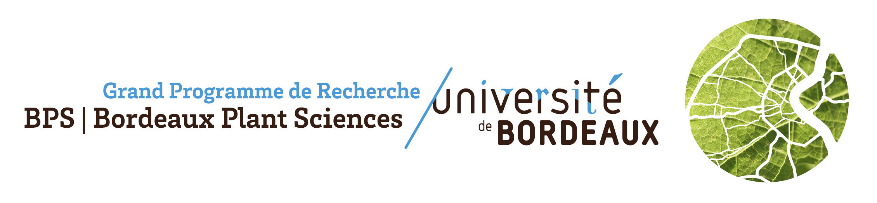 Grand Programme de Recherche
BPS | Bordeaux Plant Sciences
université
de BORDEAUX